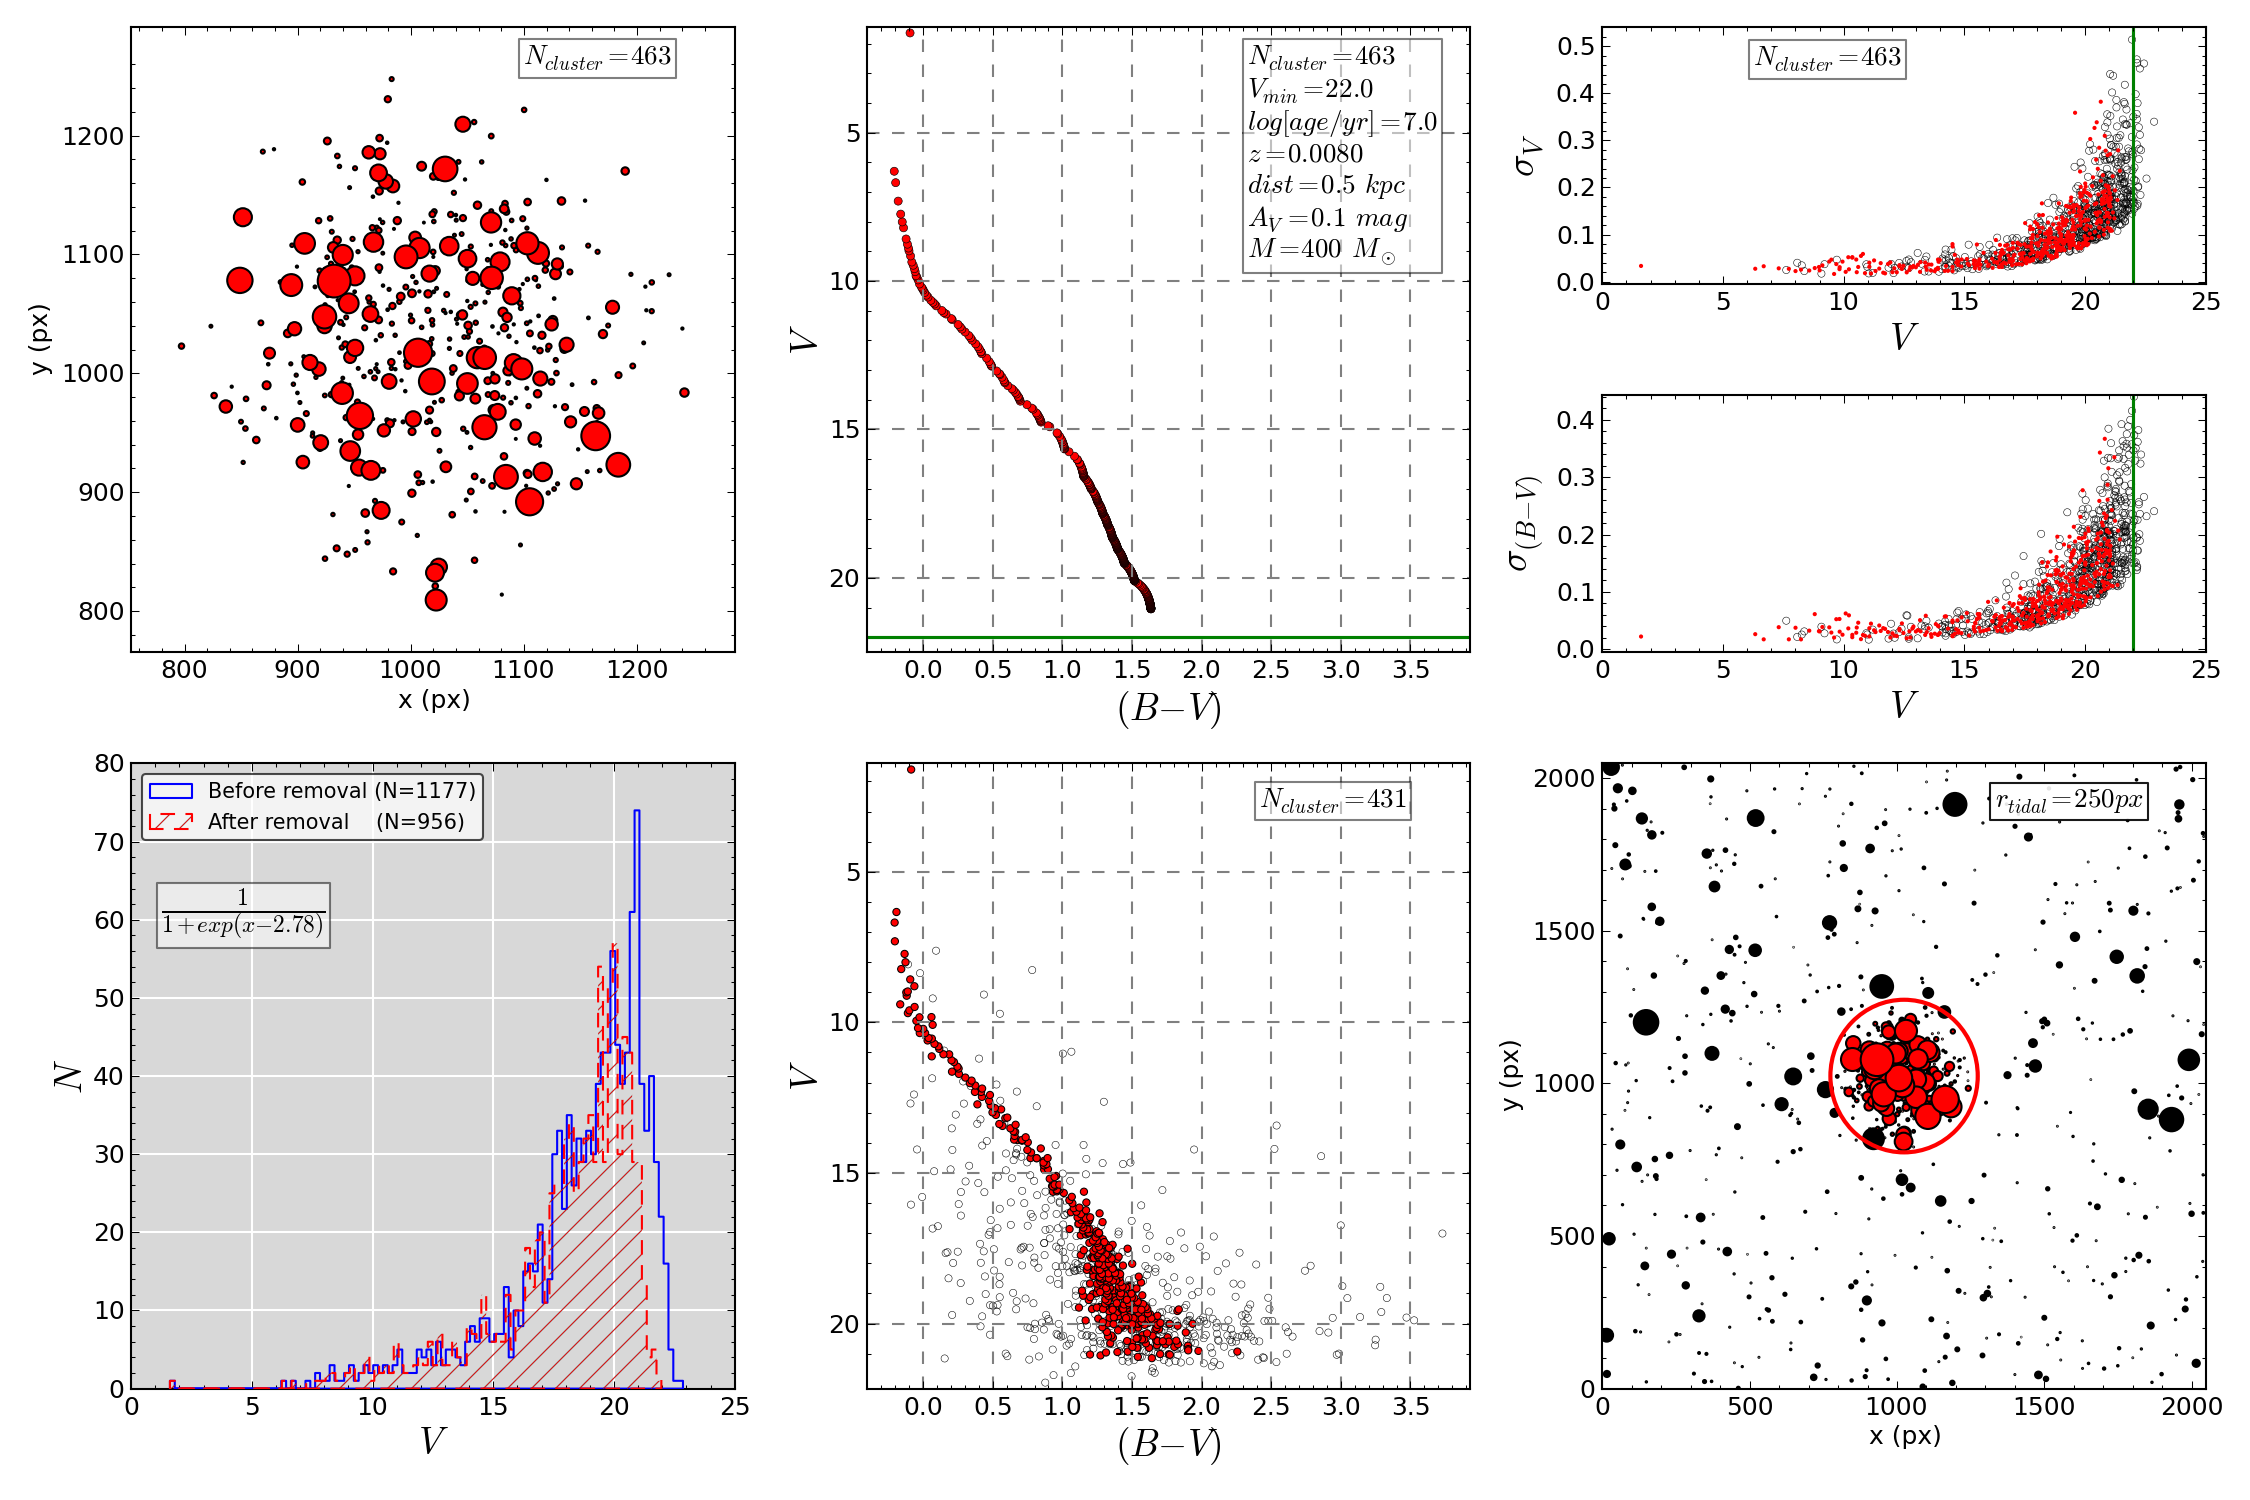 N_cluster=463
1200
1100
1000
900
800
y (px)
800
900
1000
1100
1200
x (px)
N_cluster=463
V_min=22.0
log[age/yr]=7.0
z=0.0080
dist=0.5 kpc
A_V=0.1 mag
M=400 M_⊙
5
10
15
20
V
0.0
0.5
1.0
1.5
2.0
2.5
3.0
3.5
(B−V)
N_cluster=463
0.5
0.4
0.3
0.2
0.1
0.0
σ_V
0
5
10
15
20
25
V
0.4
0.3
0.2
0.1
0.0
σ_(B−V)
0
5
10
15
20
25
V
80
70
60
50
40
30
20
10
0
N
Before removal (N=1177)
After removal (N=956)
1
1+exp(x−2.78)
0
5
10
15
20
25
V
N_cluster=431
5
10
15
20
V
0.0
0.5
1.0
1.5
2.0
2.5
3.0
3.5
(B−V)
r_tidal=250px
2000
1500
1000
500
0
y (px)
0
500
1000
1500
2000
x (px)